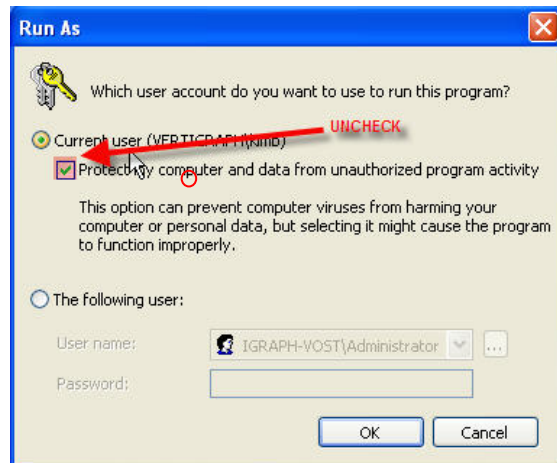 Run As
Which user account do you want to use to run this program?
UNCHECK
Current user (VERTIGRAPH\Kimb)
Protect my computer and data from unauthorized program activity
This option can prevent computer viruses from harming your
computer or personal data, but selecting it might cause the program
to function improperly.
The following user:
User name:
IGRAPH-VOST\Administrator
...
Password:
OK
Cancel